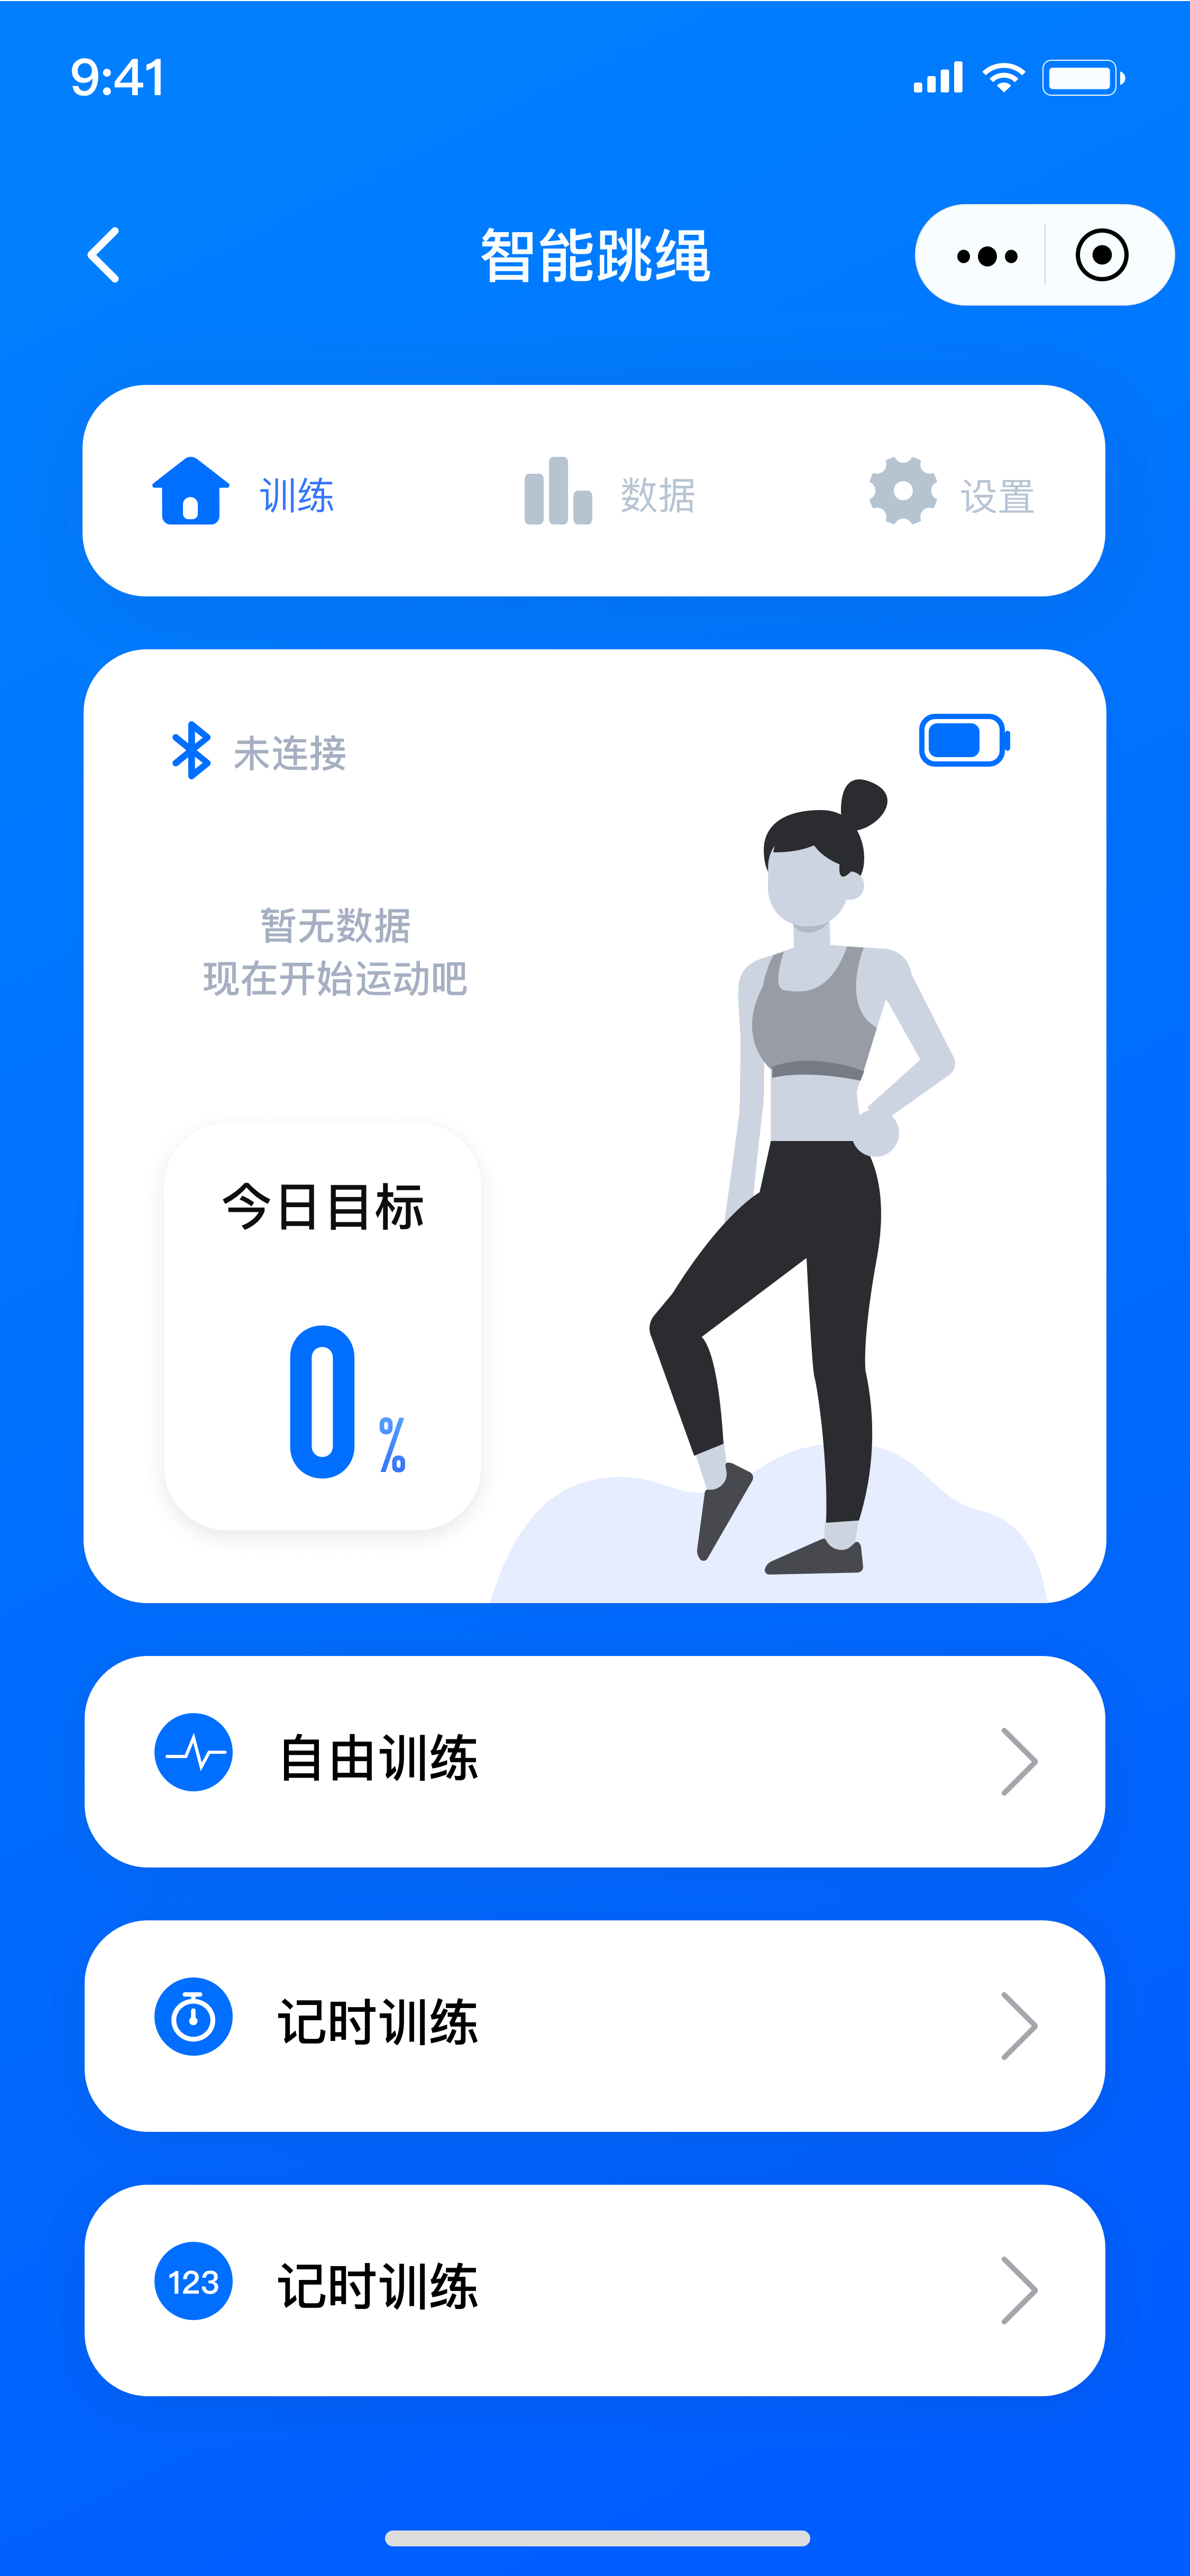 9:41
智能跳绳
训练
数据
设置
未连接
暂无数据
现在开始运动吧
今日目标
0%
自由训练
记时训练
123
记时训练